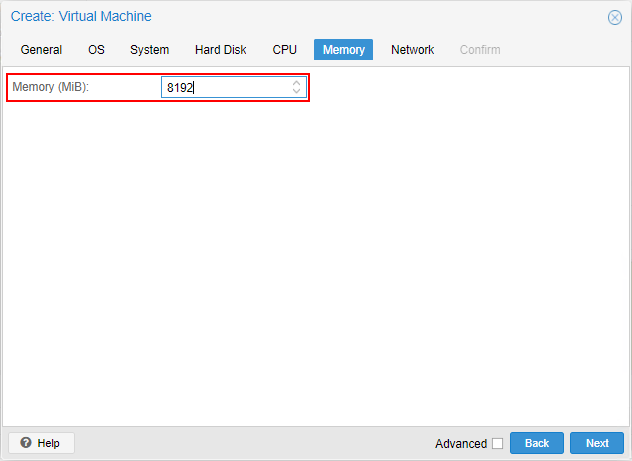 Create: Virtual Machine
General OS System Hard Disk CPU Memory Network Confirm
Memory (MiB): 8192
Help Advanced Back Next